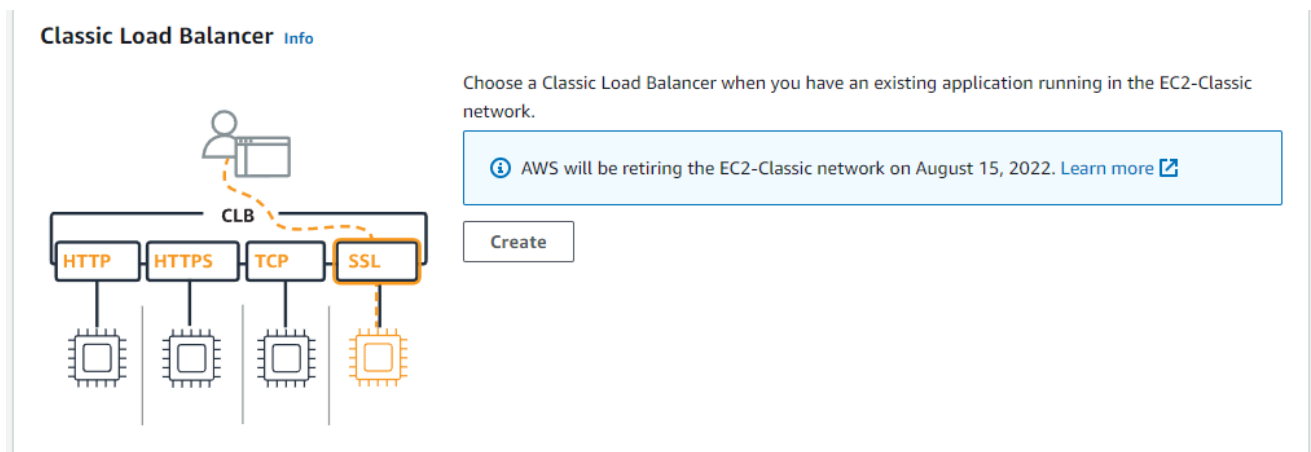 Classic Load Balancer Info
Choose a Classic Load Balancer when you have an existing application running in the EC2-Classic
network.
AWS will be retiring the EC2-Classic network on August 15, 2022. Learn more
Create
CLB
HTTP HTTPS TCP SSL